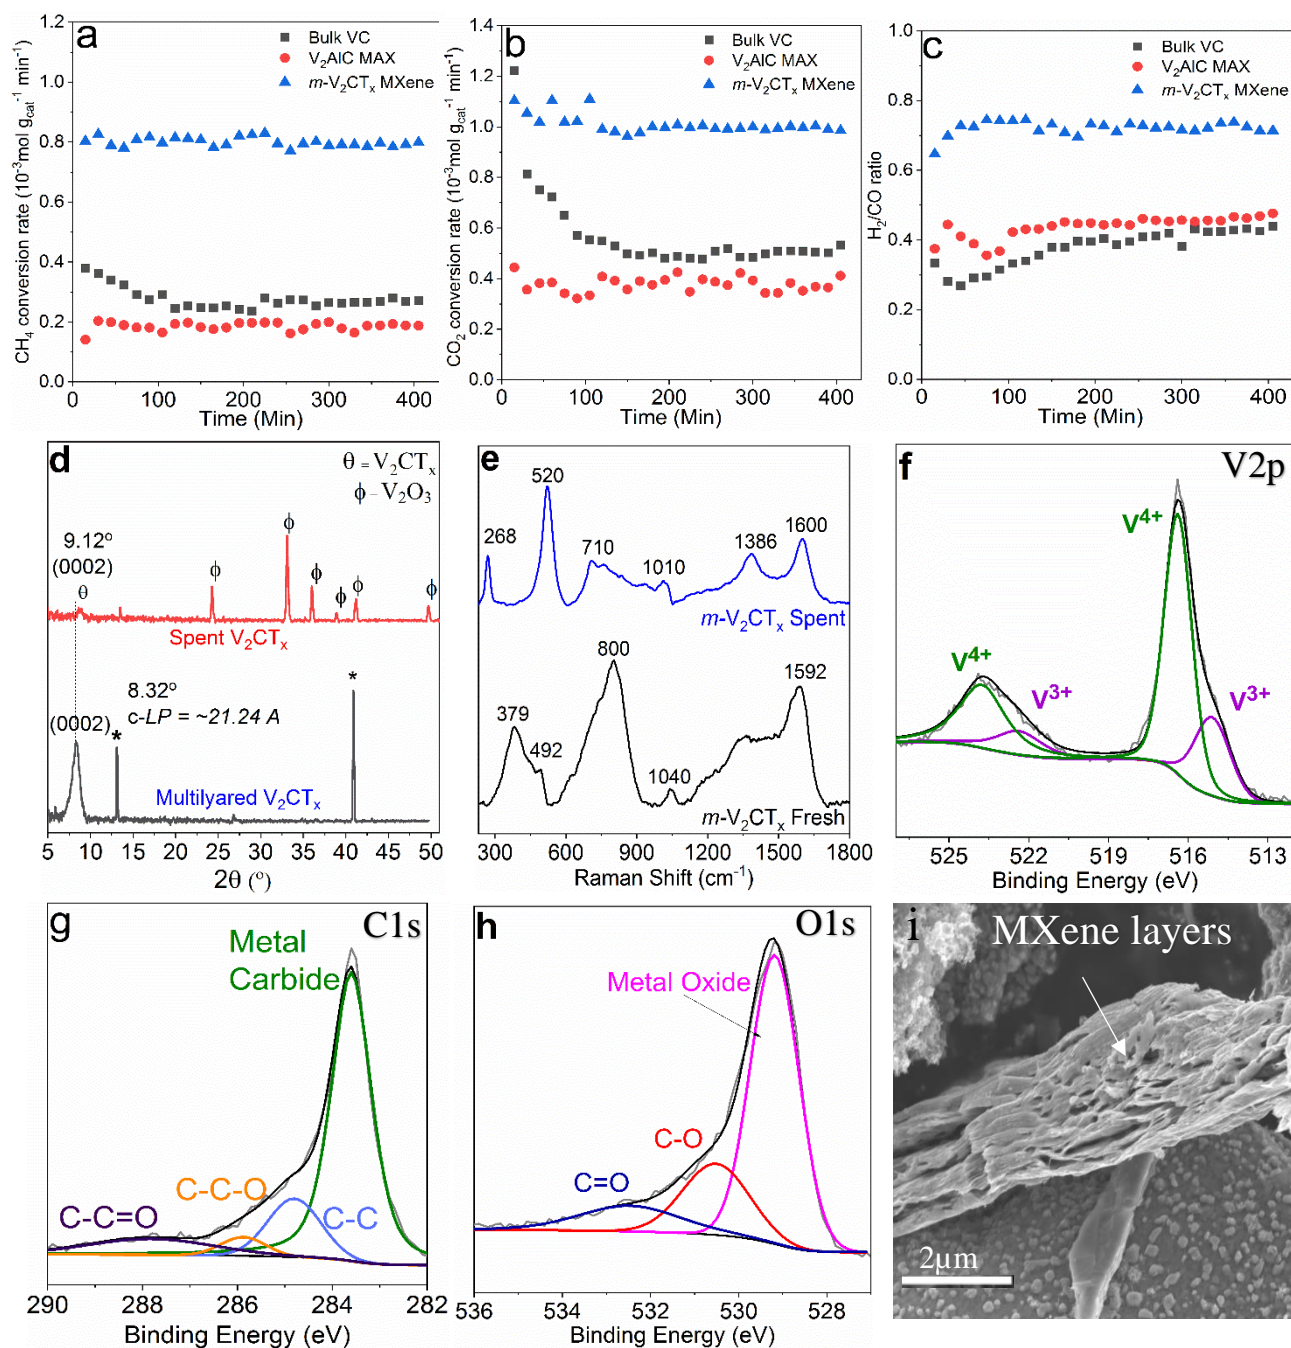 a
Bulk VC
V₂AlC MAX
m-V₂CTₓ MXene
CH₄ conversion rate (10⁻³mol g_cat⁻¹ min⁻¹)
1.2
1.0
0.8
0.6
0.4
0.2
0.0
0 100 200 300 400
Time (Min)
b
Bulk VC
V₂AlC MAX
m-V₂CTₓ MXene
CO₂ conversion rate (10⁻³mol g_cat⁻¹ min⁻¹)
1.4
1.2
1.0
0.8
0.6
0.4
0.2
0.0
0 100 200 300 400
Time (Min)
c
Bulk VC
V₂AlC MAX
m-V₂CTₓ MXene
H₂/CO ratio
1.0
0.8
0.6
0.4
0.2
0.0
0 100 200 300 400
Time (Min)
d
θ = V₂CTₓ
ϕ – V₂O₃
9.12°
(0002)
θ
ϕ ϕ ϕ ϕ ϕ ϕ
Spent V₂CTₓ
8.32°
c-LP = ~21.24 A
(0002)
* *
Multilyared V₂CTₓ
5 10 15 20 25 30 35 40 45 50
2θ (°)
e
520
268
710
1010
1386
1600
m-V₂CTₓ Spent
800
379
492
1040
1592
m-V₂CTₓ Fresh
300 600 900 1200 1500 1800
Raman Shift (cm⁻¹)
f
V2p
V⁴⁺
V⁴⁺
V³⁺
V³⁺
525 522 519 516 513
Binding Energy (eV)
g
C1s
Metal
Carbide
C-C-O
C-C=O
C-C
290 288 286 284 282
Binding Energy (eV)
h
O1s
Metal Oxide
C-O
C=O
536 533 530 527
Binding Energy (eV)
i
MXene layers
2µm